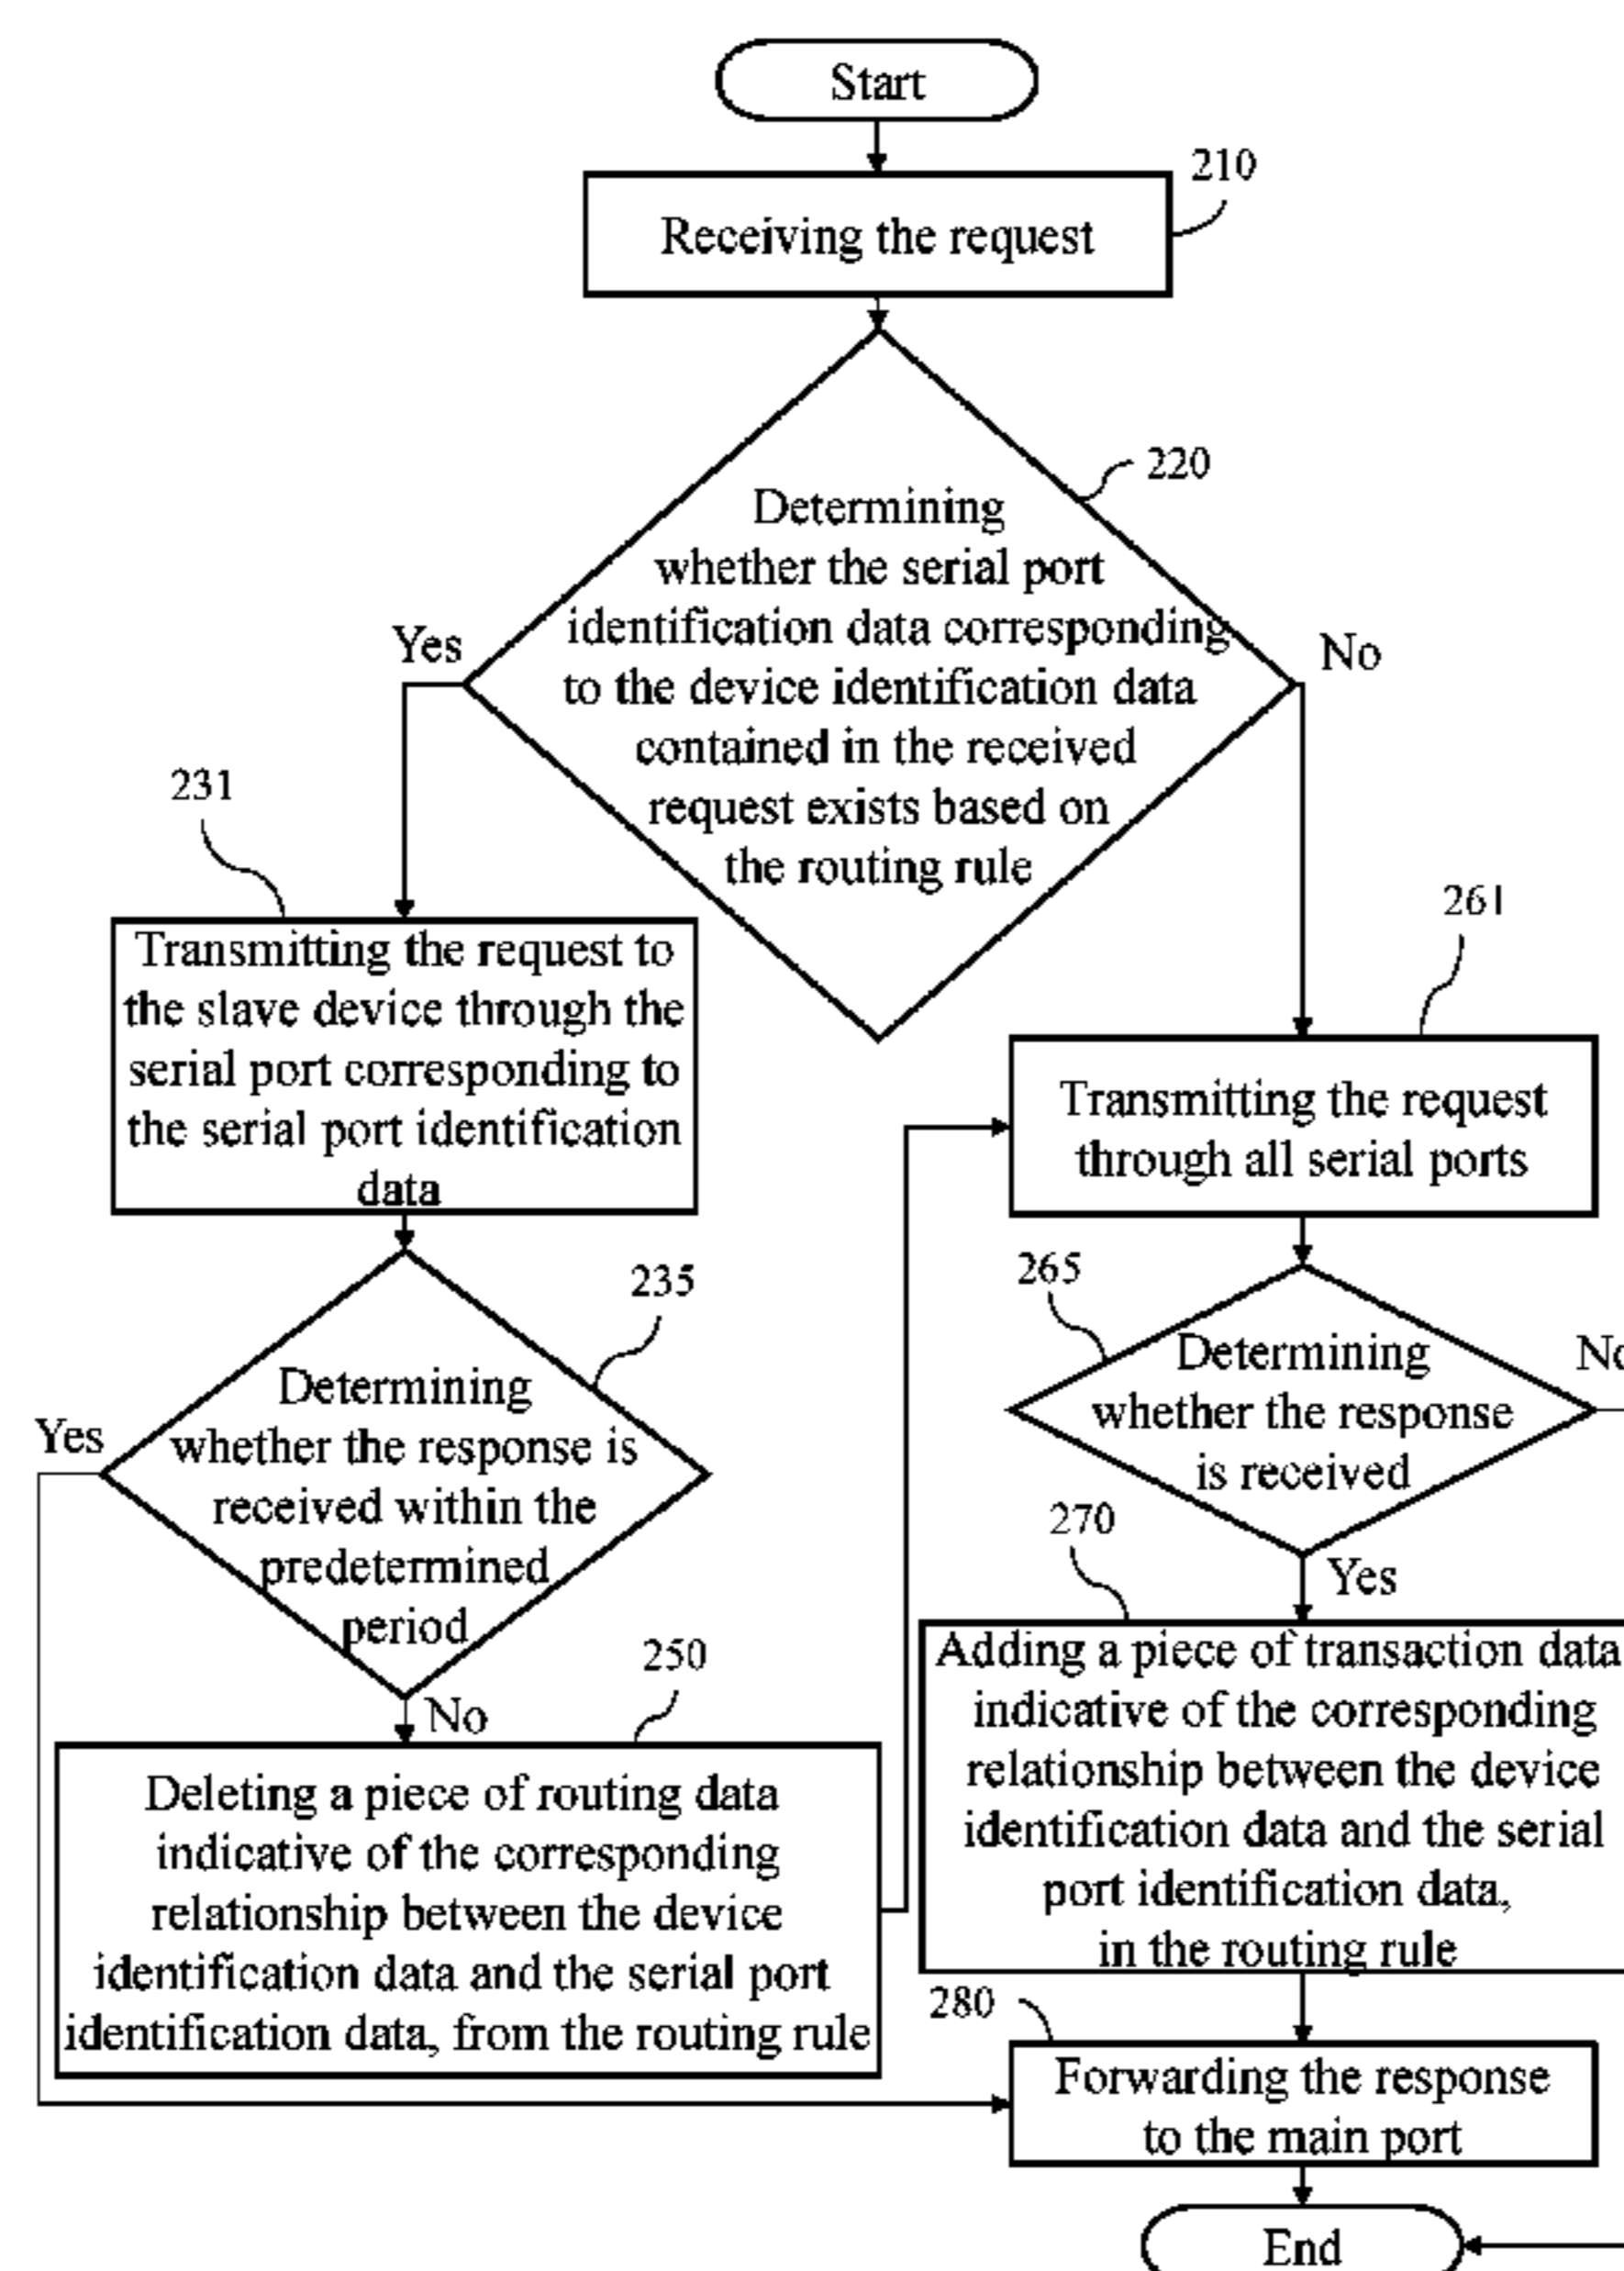 Start
210
Receiving the request
220
Determining
whether the serial port
identification data corresponding
to the device identification data
contained in the received
request exists based on
the routing rule
Yes
No
231
Transmitting the request to
the slave device through the
serial port corresponding to
the serial port identification
data
261
Transmitting the request
through all serial ports
235
Determining
whether the response is
received within the
predetermined
period
Yes
No
265
Determining
whether the response
is received
No
Yes
250
Deleting a piece of routing data
indicative of the corresponding
relationship between the device
identification data and the serial port
identification data, from the routing rule
270
Adding a piece of transaction data
indicative of the corresponding
relationship between the device
identification data and the serial
port identification data,
in the routing rule
280
Forwarding the response
to the main port
End